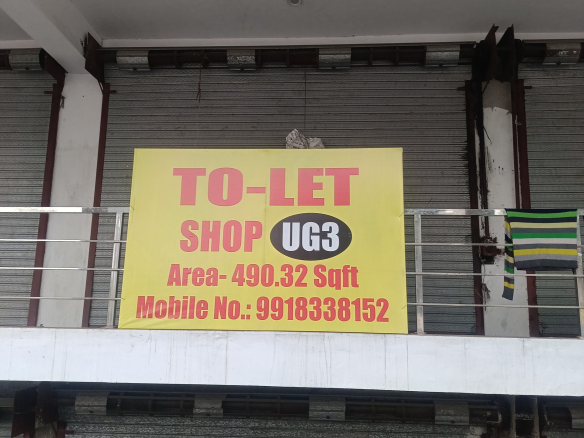 TO-LET
SHOP UG3
Area- 490.32 Sqft
Mobile No.: 9918338152